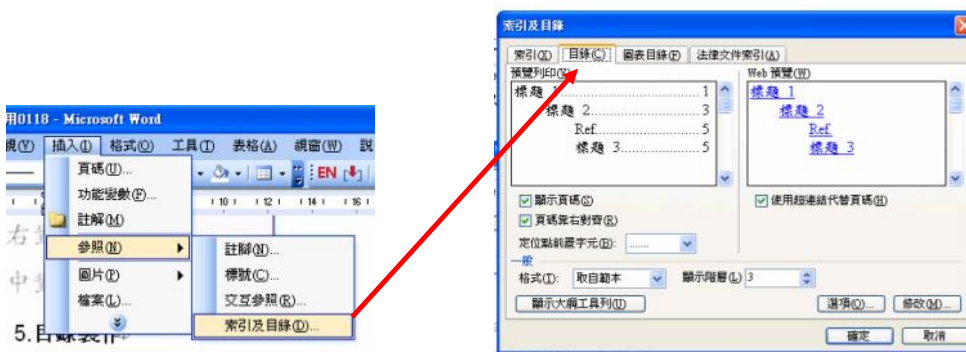 用0118 - Microsoft Word
視(V) 插入(I) 格式(O) 工具(T) 表格(A) 視窗(W) 說
頁碼(U)...
EN
功能變數(F)...
10 12 14 16
註解(M)
右
參照(N)
註腳(N)...
中
圖片(P)
標號(C)...
檔案(L)...
交互參照(R)...
索引及目錄(D)...
5.目錄製作
索引及目錄
索引(X) 目錄(C) 圖表目錄(F) 法律文件索引(A)
預覽列印(V) Web 預覽(W)
標題 1 ........................ 1
標題 2 ........................ 3
Ref ........................ 5
標題 3 ........................ 5
標題 1
標題 2
Ref
標題 3
顯示頁碼(S) 使用超連結代替頁碼(H)
頁碼靠右對齊(R)
定位點前置字元(B): .......
一般
格式(T): 取自範本 顯示階層(L) 3
顯示大綱工具列(U) 選項(O)... 修改(M)...
確定 取消